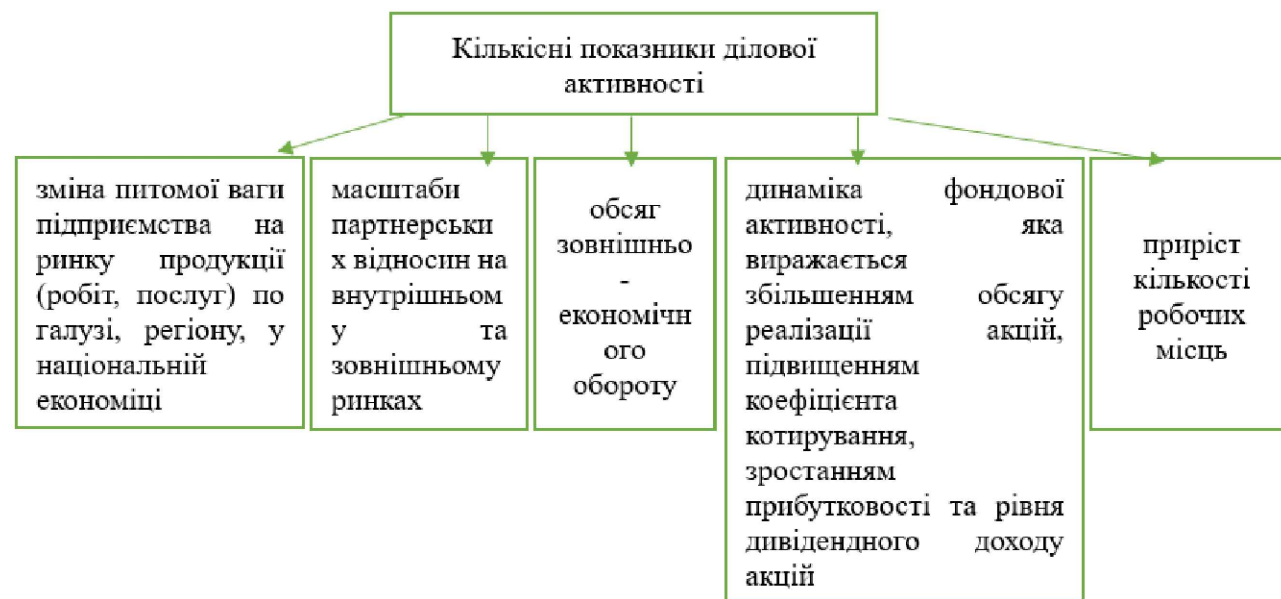 Кількісні показники ділової
активності
зміна питомої ваги
підприємства на
ринку продукції
(робіт, послуг) по
галузі, регіону, у
національній
економіці
масштаби
партнерськи
х відносин на
внутрішньом
у та
зовнішньому
ринках
обсяг
зовнішньо
-
економічн
ого
обороту
динаміка фондової
активності, яка
виражається
збільшенням обсягу
реалізації акцій,
підвищенням
коефіцієнта
котирування,
зростанням
прибутковості та рівня
дивідендного доходу
акцій
приріст
кількості
робочих
місць